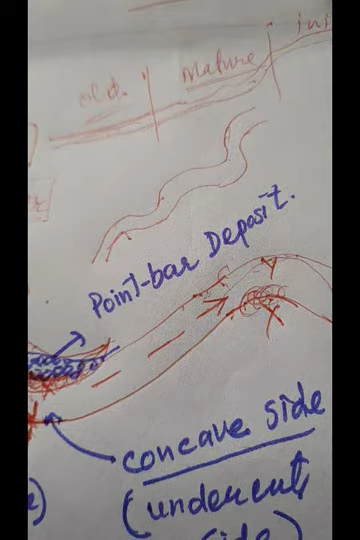 old
Mature
Point-bar Deposit.
Y
X
concave side
(undercut
side)